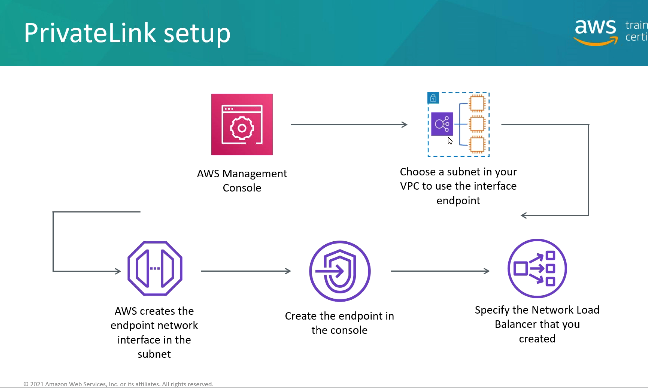 PrivateLink setup
aws
AWS Management
Console
Choose a subnet in your
VPC to use the interface
endpoint
AWS creates the
endpoint network
interface in the
subnet
Create the endpoint in
the console
Specify the Network Load
Balancer that you
created
© 2021 Amazon Web Services, Inc. or its affiliates. All rights reserved.